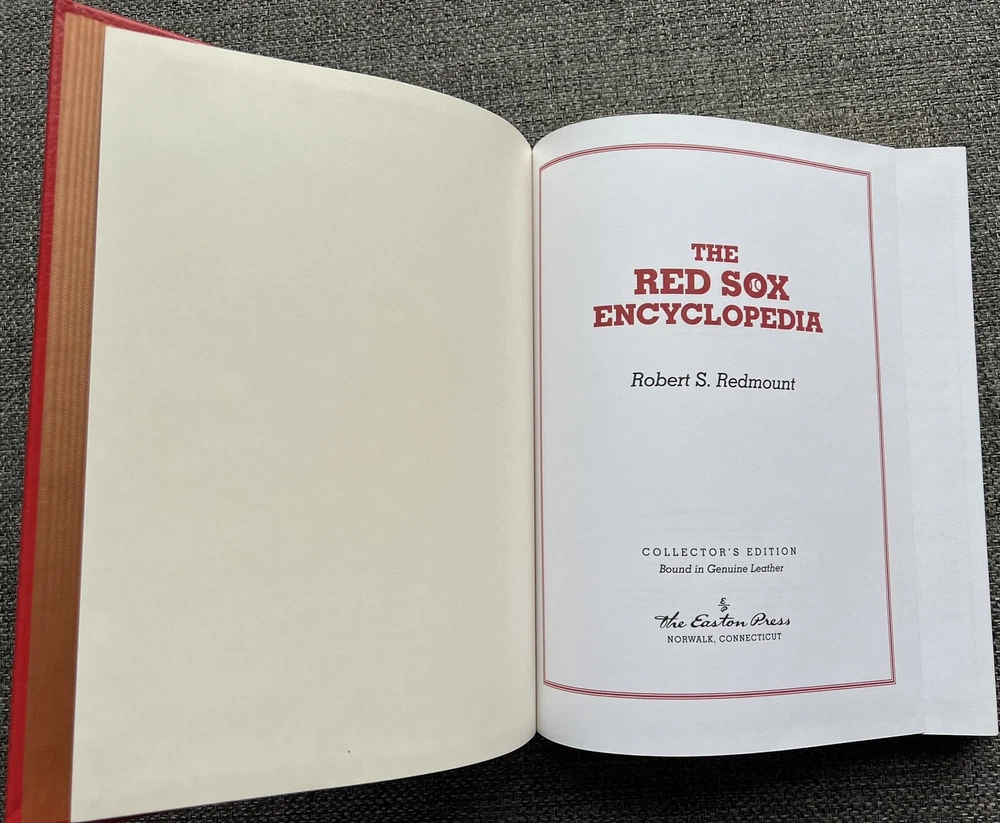 THE
RED SOX
ENCYCLOPEDIA
Robert S. Redmount
COLLECTOR'S EDITION
Bound in Genuine Leather
E
P
The Easton Press
NORWALK, CONNECTICUT